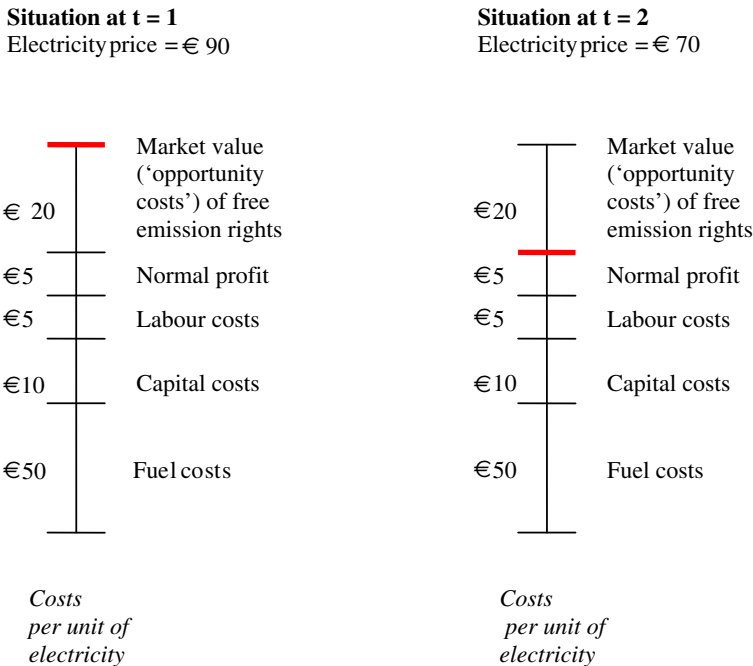 Situation at t = 1
Electricity price = € 90
Market value
(‘opportunity
costs’) of free
emission rights
€ 20
€5 Normal profit
€5 Labour costs
€10 Capital costs
€50 Fuel costs
Costs
per unit of
electricity
Situation at t = 2
Electricity price = € 70
Market value
(‘opportunity
costs’) of free
emission rights
€20
€5 Normal profit
€5 Labour costs
€10 Capital costs
€50 Fuel costs
Costs
per unit of
electricity